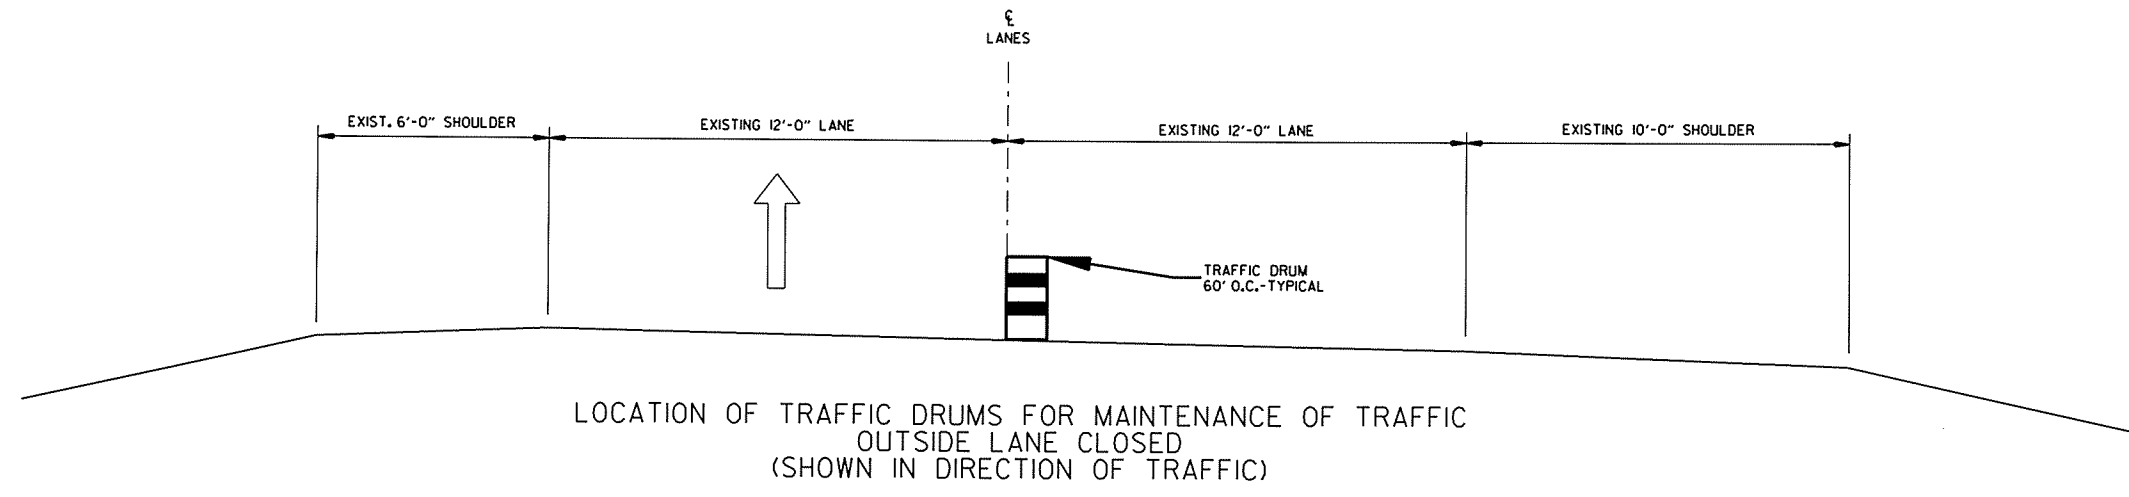 ℄
LANES
EXIST. 6'-0" SHOULDER
EXISTING 12'-0" LANE
EXISTING 12'-0" LANE
EXISTING 10'-0" SHOULDER
TRAFFIC DRUM
60' O.C.-TYPICAL
LOCATION OF TRAFFIC DRUMS FOR MAINTENANCE OF TRAFFIC
OUTSIDE LANE CLOSED
(SHOWN IN DIRECTION OF TRAFFIC)